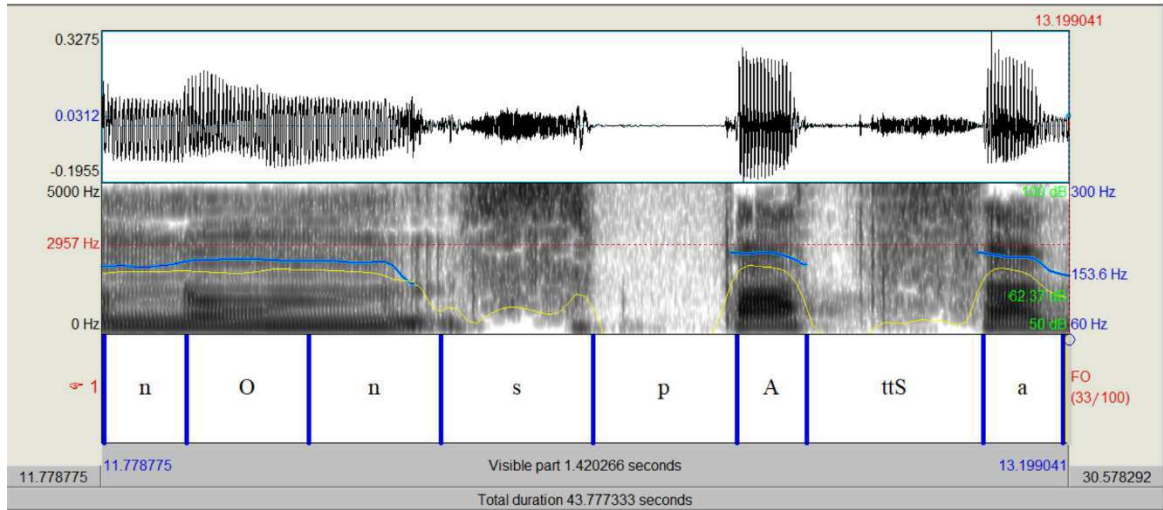 13.199041
0.3275
0.0312
-0.1955
5000 Hz 100 dB 300 Hz
2957 Hz
153.6 Hz
62.37 dB
0 Hz 50 dB 60 Hz
☞ 1 n O n s p A ttS a FO
(33/100)
11.778775 Visible part 1.420266 seconds 13.199041
11.778775 30.578292
Total duration 43.777333 seconds